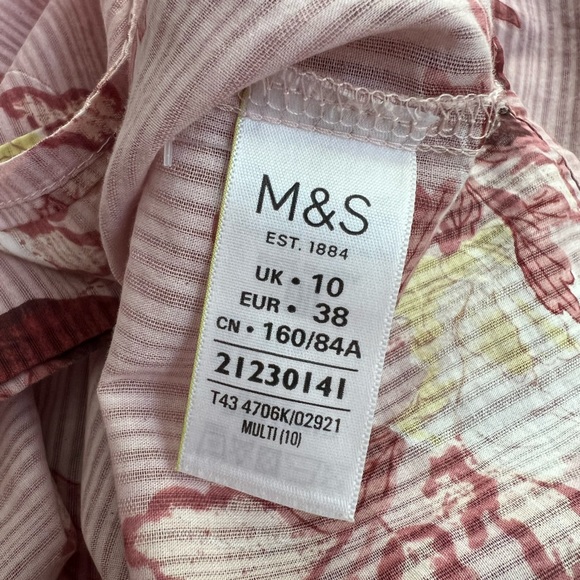 M&S
EST. 1884
UK • 10
EUR • 38
CN • 160/84A
21230141
T43 4706K/02921
MULTI (10)